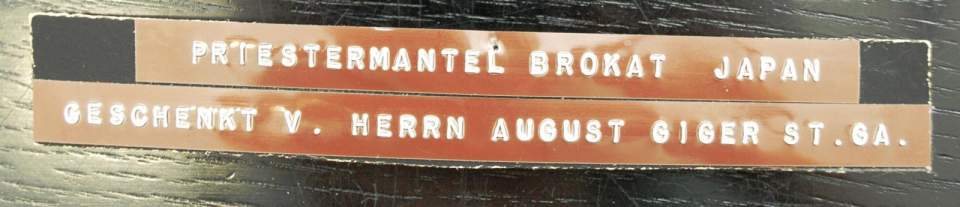 PRIESTERMANTEL BROKAT JAPAN
GESCHENKT V. HERRN AUGUST GIGER ST.GA.